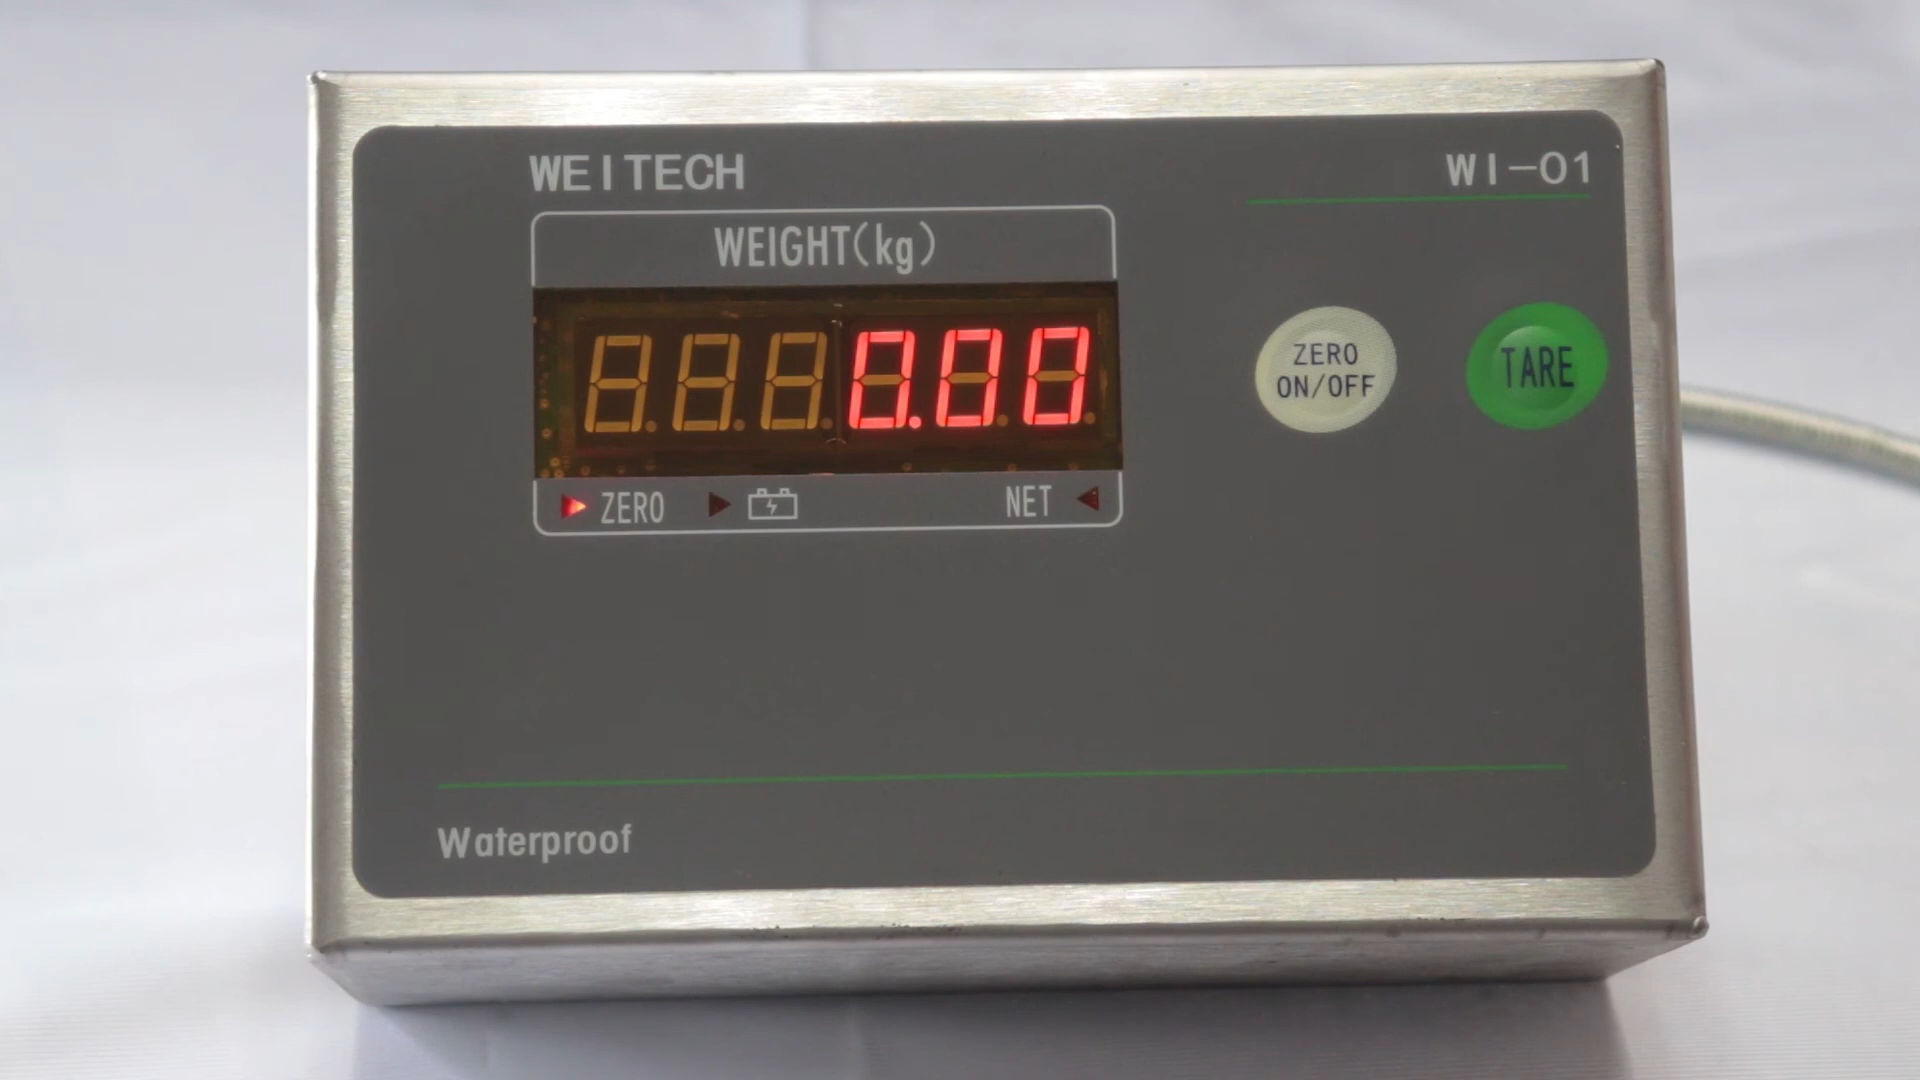 WEITECH
WI-01
WEIGHT(kg)
0.00
ZERO
NET
ZERO
ON/OFF
TARE
Waterproof